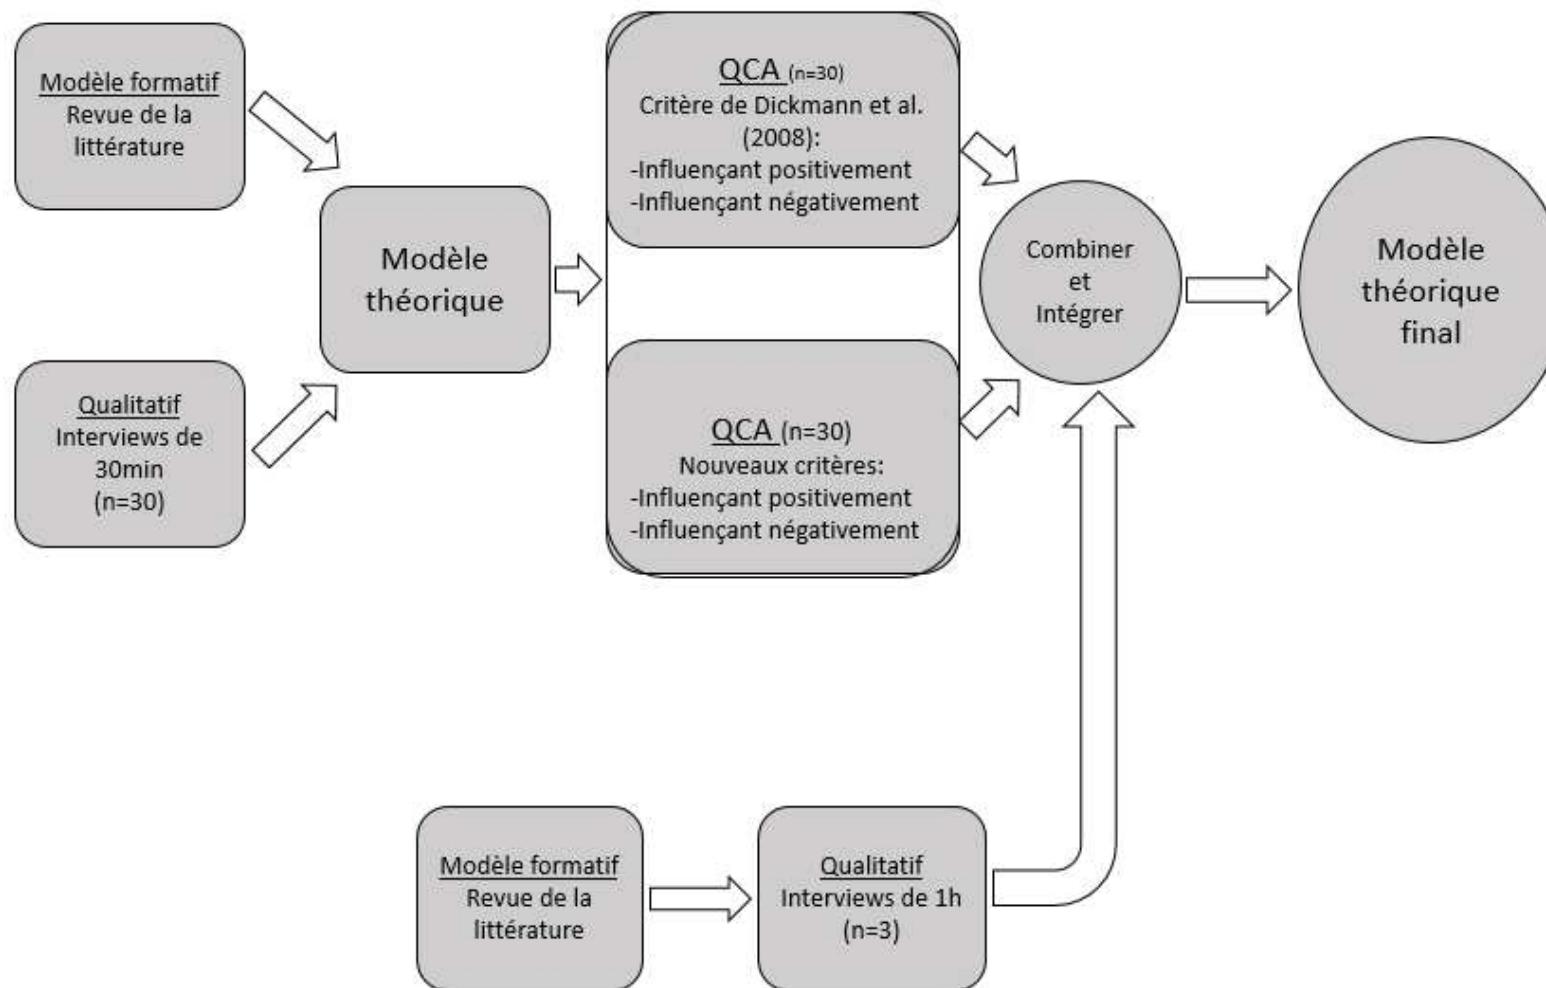 Modèle formatif
Revue de la
littérature
Qualitatif
Interviews de
30min
(n=30)
Modèle
théorique
QCA (n=30)
Critère de Dickmann et al.
(2008):
-Influençant positivement
-Influençant négativement
QCA (n=30)
Nouveaux critères:
-Influençant positivement
-Influençant négativement
Combiner
et
Intégrer
Modèle
théorique
final
Modèle formatif
Revue de la
littérature
Qualitatif
Interviews de 1h
(n=3)